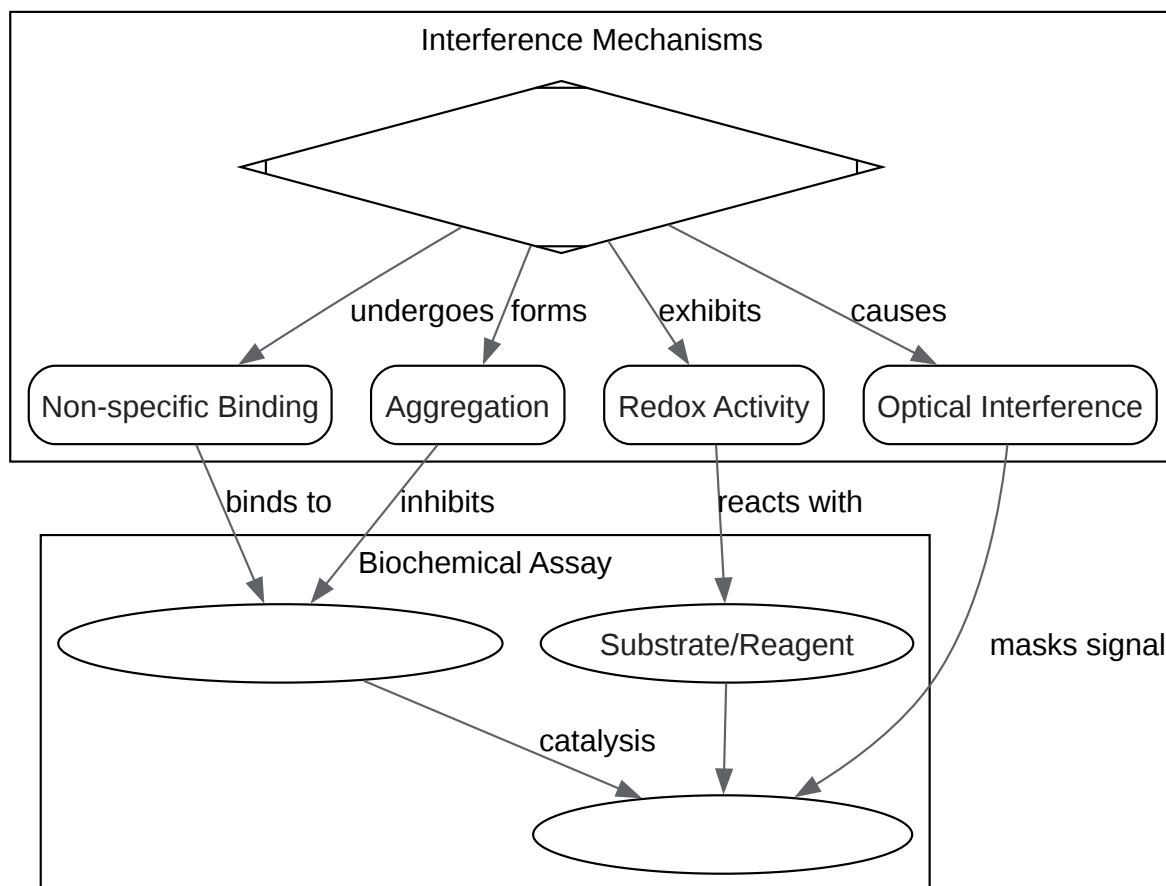 Interference Mechanisms
undergoes
forms
exhibits
causes
Non-specific Binding
Aggregation
Redox Activity
Optical Interference
binds to
inhibits
reacts with
Biochemical Assay
Substrate/Reagent
masks signal
catalysis